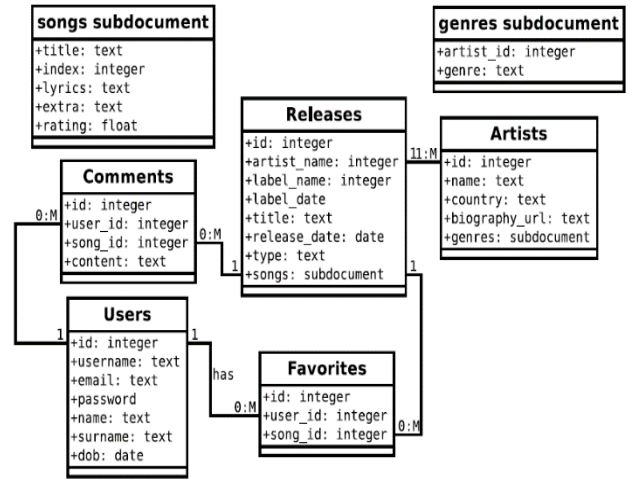 songs subdocument
+title: text
+index: integer
+lyrics: text
+extra: text
+rating: float
genres subdocument
+artist_id: integer
+genre: text
Releases
+id: integer
+artist_name: integer
+label_name: integer
+label_date
+title: text
+release_date: date
+type: text
+songs: subdocument
11:M
Artists
+id: integer
+name: text
+country: text
+biography_url: text
+genres: subdocument
Comments
+id: integer
+user_id: integer
+song_id: integer
+content: text
0:M
0:M
1
1
Users
+id: integer
+username: text
+email: text
+password
+name: text
+surname: text
+dob: date
1
1
has
0:M
Favorites
+id: integer
+user_id: integer
+song_id: integer
0:M